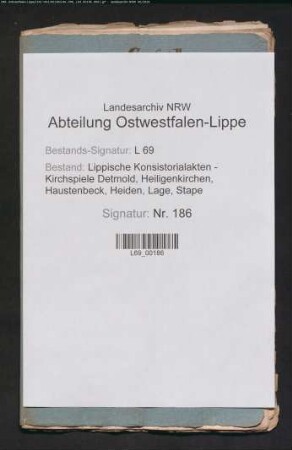 Landesarchiv NRW
Abteilung Ostwestfalen-Lippe
Bestands-Signatur: L 69
Bestand: Lippische Konsistorialakten -
Kirchspiele Detmold, Heiligenkirchen,
Haustenbeck, Heiden, Lage, Stape
Signatur: Nr. 186
L69_00186